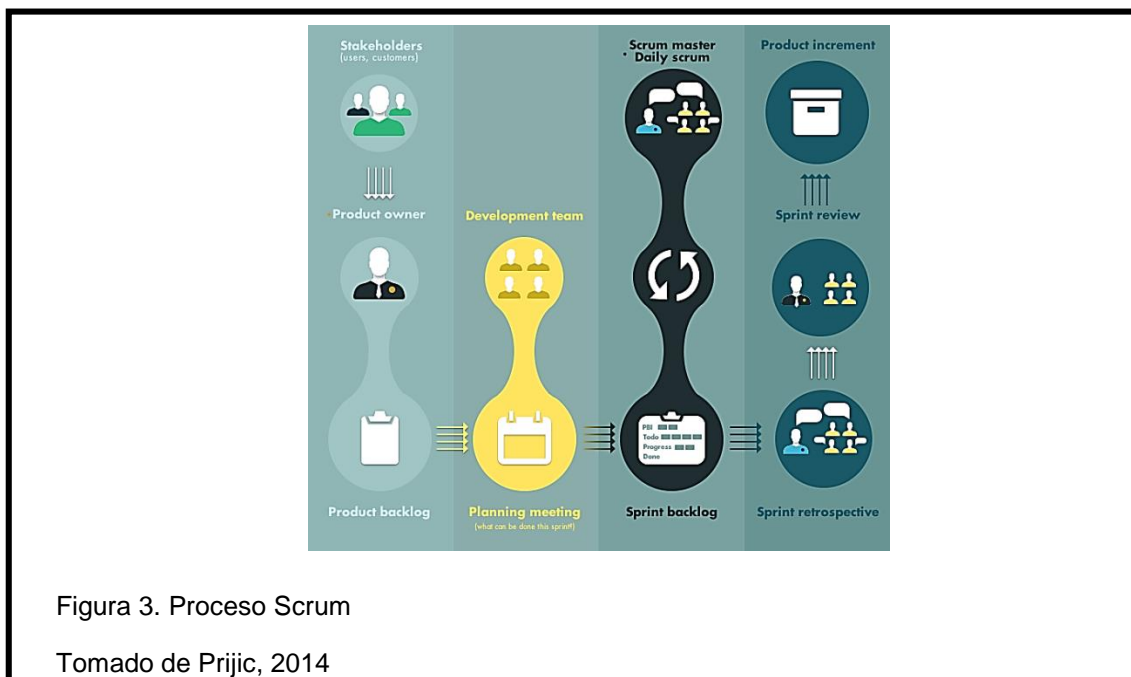 Stakeholders
(users, customers)
Product owner
Product backlog
Development team
Planning meeting
(what can be done this sprint?)
Scrum master
Daily scrum
PBI
Todo
Progress
Done
Sprint backlog
Product increment
Sprint review
Sprint retrospective
Figura 3. Proceso Scrum
Tomado de Prijic, 2014